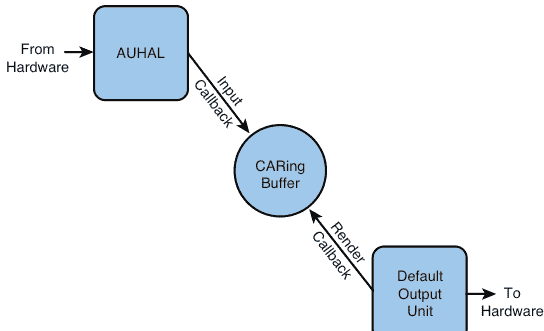 From
Hardware
AUHAL
Input
Callback
CARing
Buffer
Render
Callback
Default
Output
Unit
To
Hardware